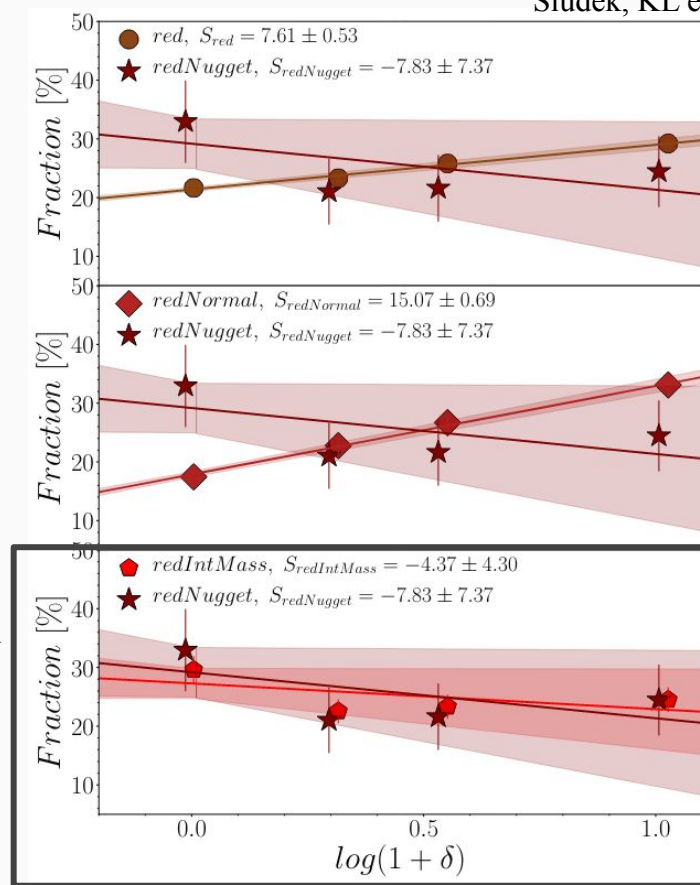 Siudek, KL e
50
red, S_red = 7.61 ± 0.53
redNugget, S_redNugget = −7.83 ± 7.37
40
30
20
10
Fraction [%]
50
redNormal, S_redNormal = 15.07 ± 0.69
redNugget, S_redNugget = −7.83 ± 7.37
40
30
20
10
Fraction [%]
50
redIntMass, S_redIntMass = −4.37 ± 4.30
redNugget, S_redNugget = −7.83 ± 7.37
40
30
20
10
Fraction [%]
0.0 0.5 1.0
log(1 + δ)